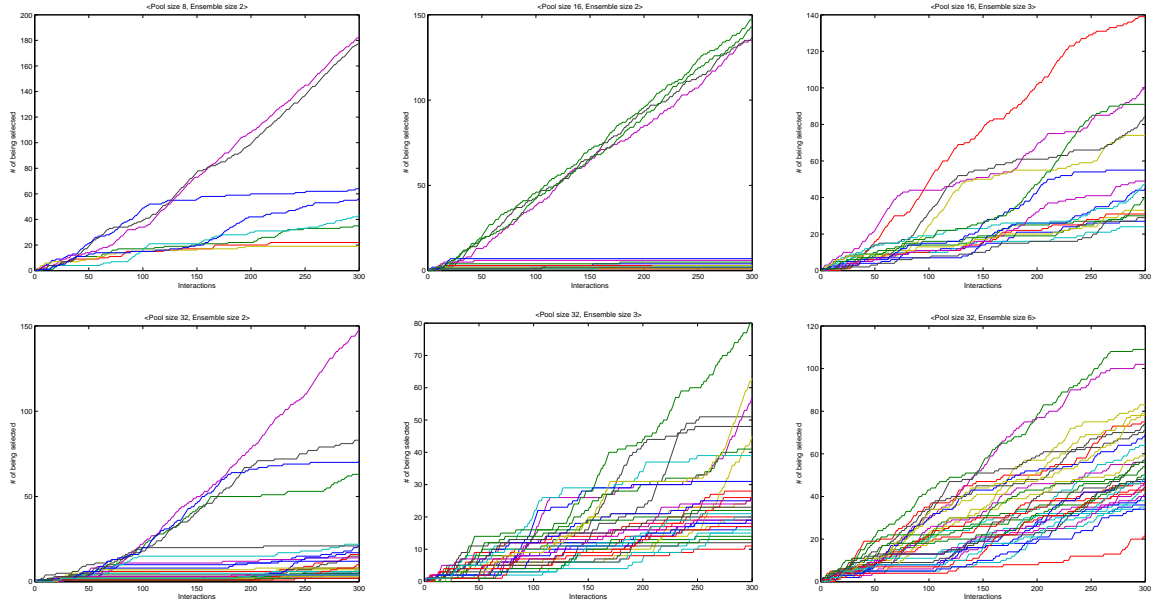 <Pool size 8, Ensemble size 2>
200
180
160
140
120
100
80
60
40
20
0
# of being selected
0 50 100 150 200 250 300
Interactions
<Pool size 16, Ensemble size 2>
150
100
50
0
# of being selected
0 50 100 150 200 250 300
Interactions
<Pool size 16, Ensemble size 3>
140
120
100
80
60
40
20
0
# of being selected
0 50 100 150 200 250 300
Interactions
<Pool size 32, Ensemble size 2>
150
100
50
0
# of being selected
0 50 100 150 200 250 300
Interactions
<Pool size 32, Ensemble size 3>
80
70
60
50
40
30
20
10
0
# of being selected
0 50 100 150 200 250 300
Interactions
<Pool size 32, Ensemble size 6>
120
100
80
60
40
20
0
# of being selected
0 50 100 150 200 250 300
Interactions